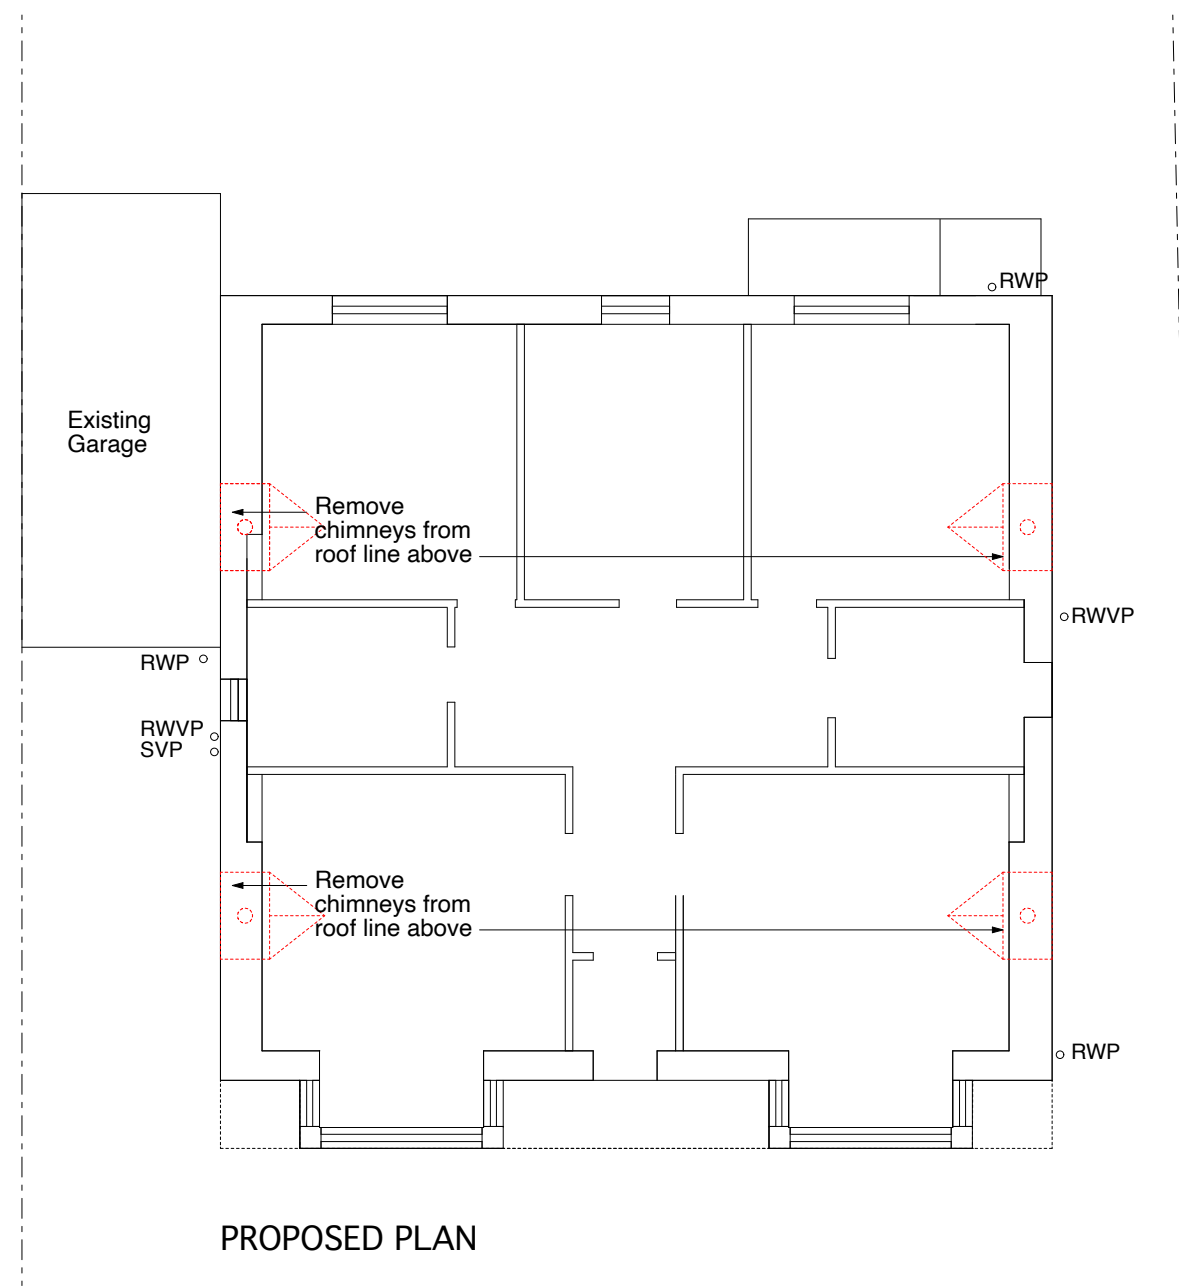 RWP
Existing
Garage
Remove
chimneys from
roof line above
RWVP
RWP
RWVP
SVP
Remove
chimneys from
roof line above
RWP
PROPOSED PLAN